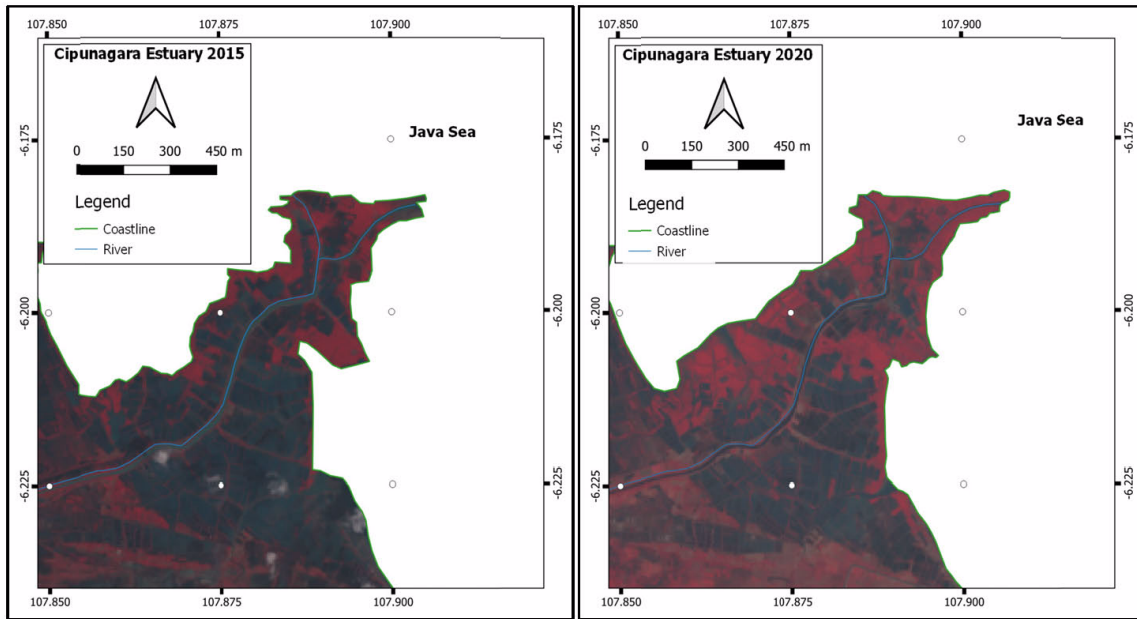 107.850 107.875 107.900
Cipunagara Estuary 2015
0 150 300 450 m
Legend
Coastline
River
Java Sea
-6.175 -6.175
-6.200 -6.200
-6.225 -6.225
107.850 107.875 107.900
107.850 107.875 107.900
Cipunagara Estuary 2020
0 150 300 450 m
Legend
Coastline
River
Java Sea
-6.175 -6.175
-6.200 -6.200
-6.225 -6.225
107.850 107.875 107.900